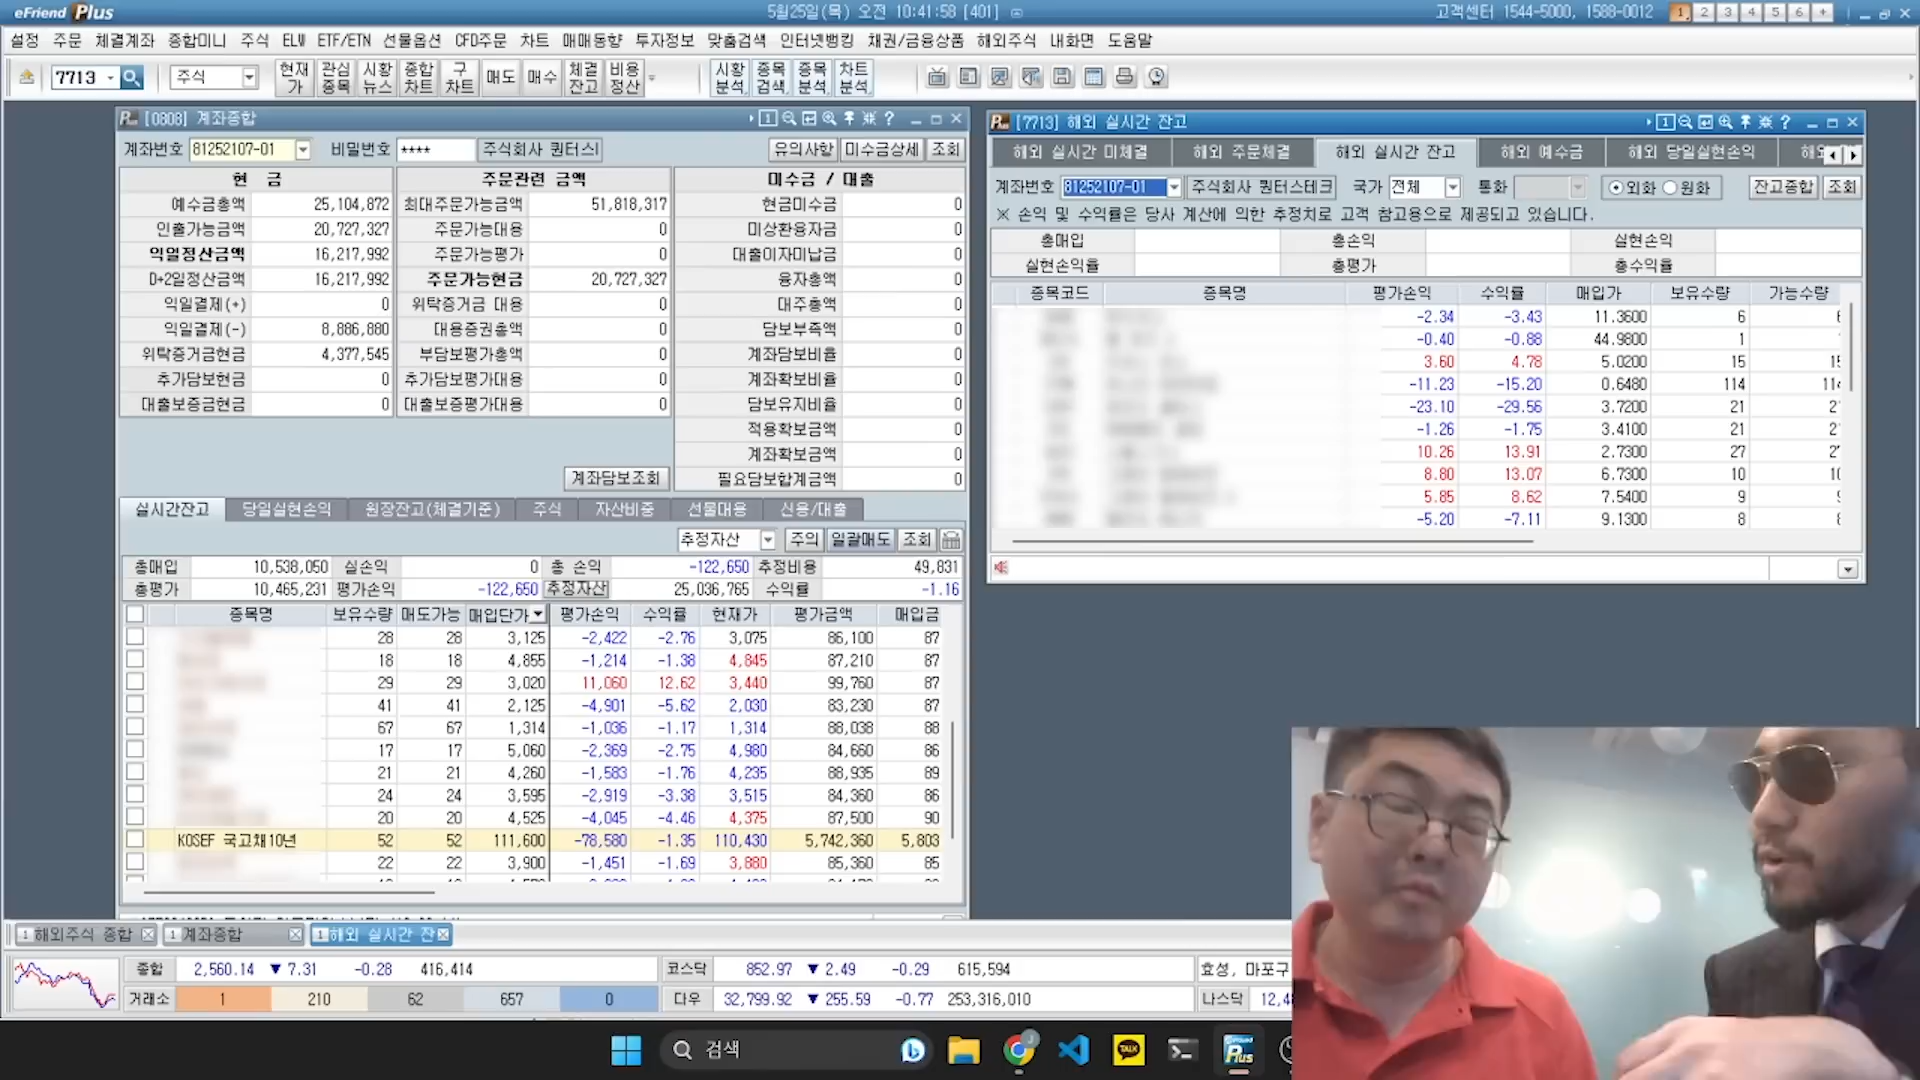 eFriend Plus
5월25일(목) 오전 10:41:58 [401]
고객센터 1544-5000, 1588-0012
1 2 3 4 5 6 +
설정 주문 체결계좌 종합미니 주식 ELW ETF/ETN 선물옵션 CFD주문 차트 매매동향 투자정보 맞춤검색 인터넷뱅킹 채권/금융상품 해외주식 내화면 도움말
7713 주식 현재가 관심종목 시황뉴스 종합차트 구차트 매도 매수 체결잔고 비용정산 시황분석 종목검색 종목분석 차트분석
[0808] 계좌종합
계좌번호 81252107-01 비밀번호 **** 주식회사 퀀터스 유의사항 미수금상세 조회
현 금 주문관련 금액 미수금 / 대출
예수금총액 25,104,872 최대주문가능금액 51,818,317 현금미수금 0
인출가능금액 20,727,327 주문가능대용 0 미상환융자금 0
익일정산금액 16,217,992 주문가능평가 0 대출이자미납금 0
D+2일정산금액 16,217,992 주문가능현금 20,727,327 융자총액 0
익일결제(+) 0 위탁증거금 대용 0 대주총액 0
익일결제(-) 8,886,880 대용증권총액 0 담보부족액 0
위탁증거금현금 4,377,545 부담보평가총액 0 계좌담보비율 0
추가담보현금 0 추가담보평가대용 0 계좌확보비율 0
대출보증금현금 0 대출보증평가대용 0 담보유지비율 0
적용확보금액 0
계좌확보금액 0
계좌담보조회 필요담보합계금액 0
실시간잔고 당일실현손익 원장잔고(체결기준) 주식 자산비중 선물대용 신용/대출
추정자산 주의 일괄매도 조회
총매입 10,538,050 실손익 0 총 손익 -122,650 추정비용 49,831
총평가 10,465,231 평가손익 -122,650 추정자산 25,036,765 수익률 -1.16
종목명 보유수량 매도가능 매입단가 평가손익 수익률 현재가 평가금액 매입금
28 28 3,125 -2,422 -2.76 3,075 86,100 87
18 18 4,855 -1,214 -1.38 4,845 87,210 87
29 29 3,020 11,060 12.62 3,440 99,760 87
41 41 2,125 -4,901 -5.62 2,030 83,230 87
67 67 1,314 -1,036 -1.17 1,314 88,038 88
17 17 5,060 -2,369 -2.75 4,980 84,660 86
21 21 4,260 -1,583 -1.76 4,235 88,935 89
24 24 3,595 -2,919 -3.38 3,515 84,360 86
20 20 4,525 -4,045 -4.46 4,375 87,500 90
KOSEF 국고채10년 52 52 111,600 -78,580 -1.35 110,430 5,742,360 5,803
22 22 3,900 -1,451 -1.69 3,880 85,360 85
[7713] 해외 실시간 잔고
해외 실시간 미체결 해외 주문체결 해외 실시간 잔고 해외 예수금 해외 당일실현손익
계좌번호 81252107-01 주식회사 퀀터스테크 국가 전체 통화 외화 원화 잔고종합 조회
※ 손익 및 수익률은 당사 계산에 의한 추정치로 고객 참고용으로 제공되고 있습니다.
총매입 총손익 실현손익
실현손익률 총평가 총수익률
종목코드 종목명 평가손익 수익률 매입가 보유수량 가능수량
-2.34 -3.43 11.3600 6
-0.40 -0.88 44.9800 1
3.60 4.78 5.0200 15 15
-11.23 -15.20 0.6480 114
-23.10 -29.56 3.7200 21
-1.26 -1.75 3.4100 21
10.26 13.91 2.7300 27
8.80 13.07 6.7300 10
5.85 8.62 7.5400 9
-5.20 -7.11 9.1300 8
1해외주식 종합 1계좌종합 1해외 실시간 잔
종합 2,560.14 ▼ 7.31 -0.28 416,414 코스닥 852.97 ▼ 2.49 -0.29 615,594 효성, 마포구
거래소 1 210 62 657 0 다우 32,799.92 ▼ 255.59 -0.77 253,316,010 나스닥
검색
TALK
Plus